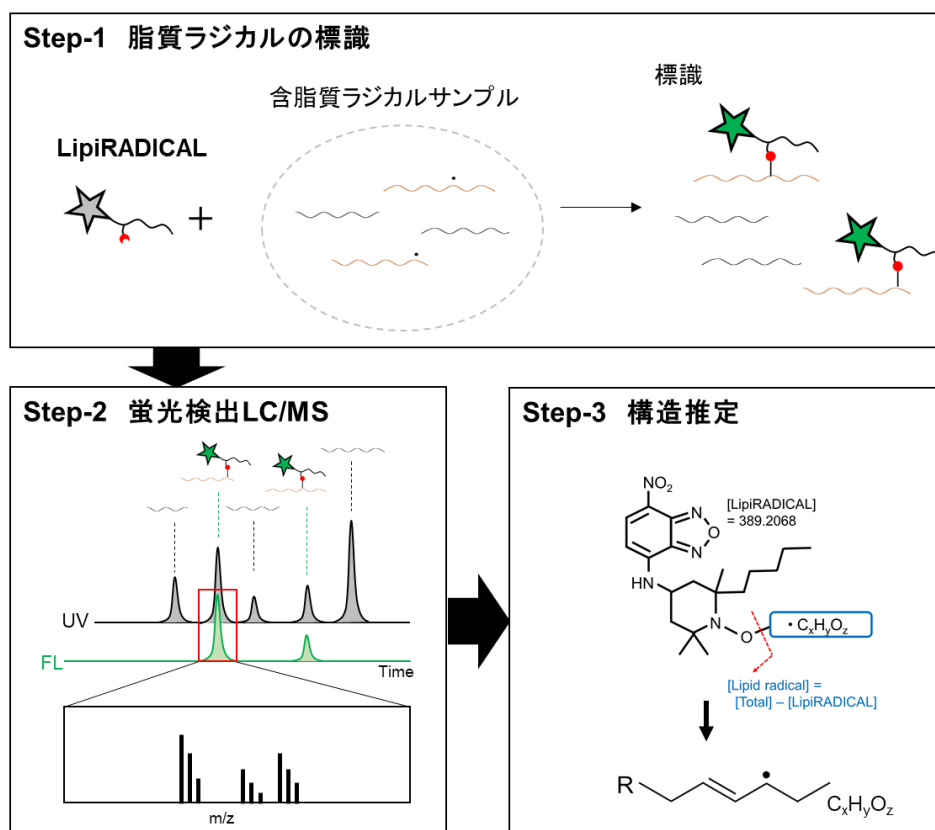 Step-1 脂質ラジカルの標識
含脂質ラジカルサンプル
標識
LipiRADICAL
+
Step-2 蛍光検出LC/MS
UV
FL
Time
m/z
Step-3 構造推定
NO₂
[LipiRADICAL]
= 389.2068
N
O
N
HN
N
O
• CxHyOz
[Lipid radical] =
[Total] – [LipiRADICAL]
R
CxHyOz